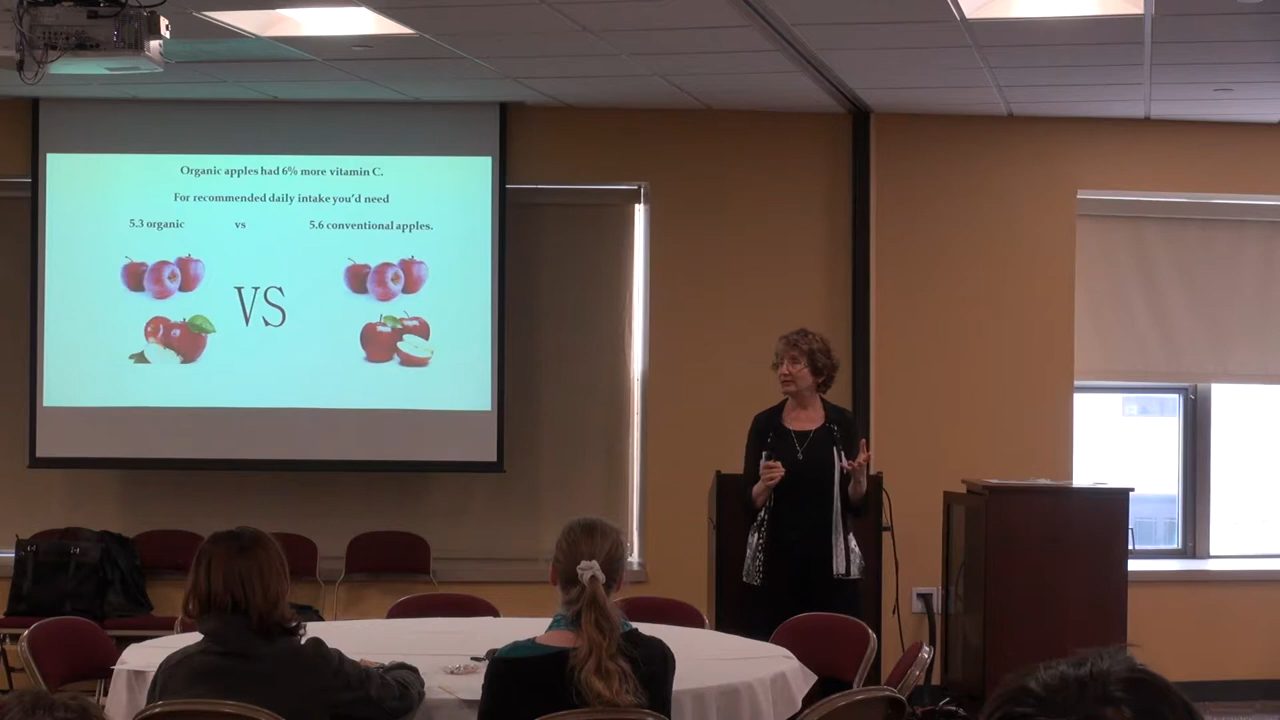 Organic apples had 6% more vitamin C.
For recommended daily intake you'd need
5.3 organic vs 5.6 conventional apples.
VS